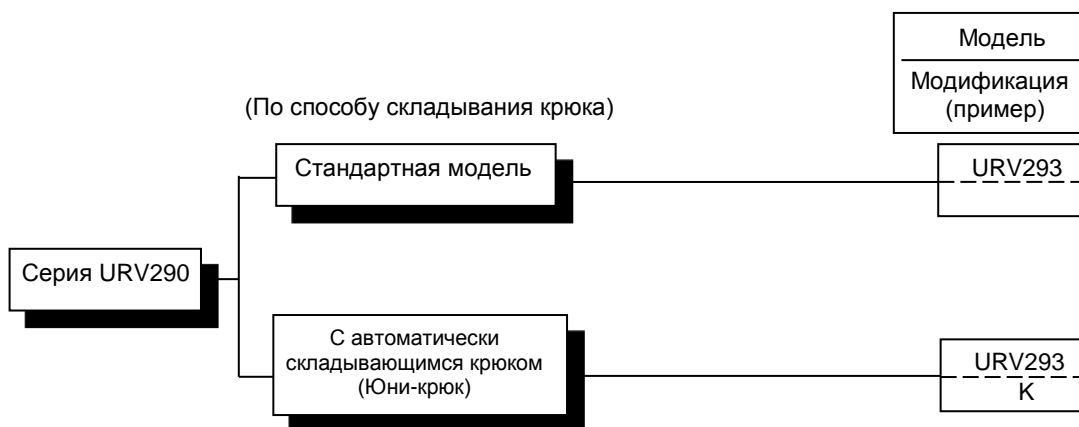 Модель
Модификация
(пример)
(По способу складывания крюка)
Стандартная модель
URV293
Серия URV290
С автоматически
складывающимся крюком
(Юни-крюк)
URV293
K